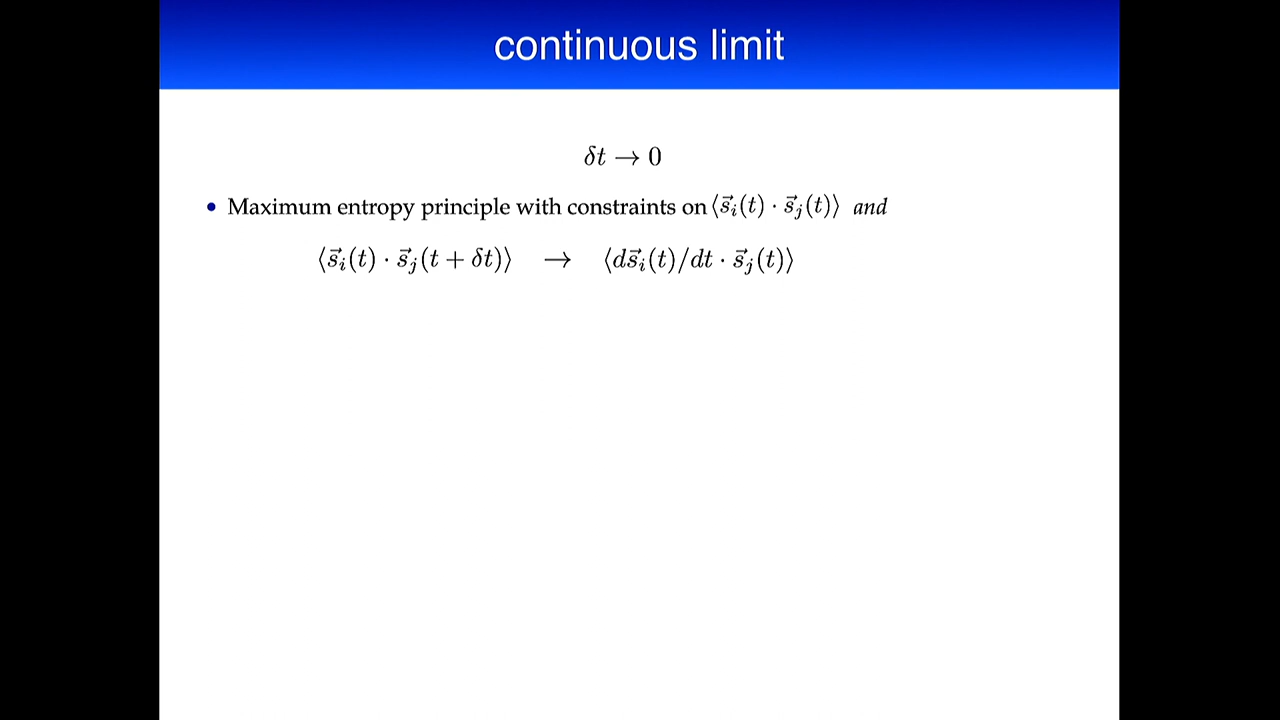 continuous limit
δt → 0
• Maximum entropy principle with constraints on ⟨s⃗ᵢ(t) · s⃗ⱼ(t)⟩ and
⟨s⃗ᵢ(t) · s⃗ⱼ(t + δt)⟩ → ⟨ds⃗ᵢ(t)/dt · s⃗ⱼ(t)⟩